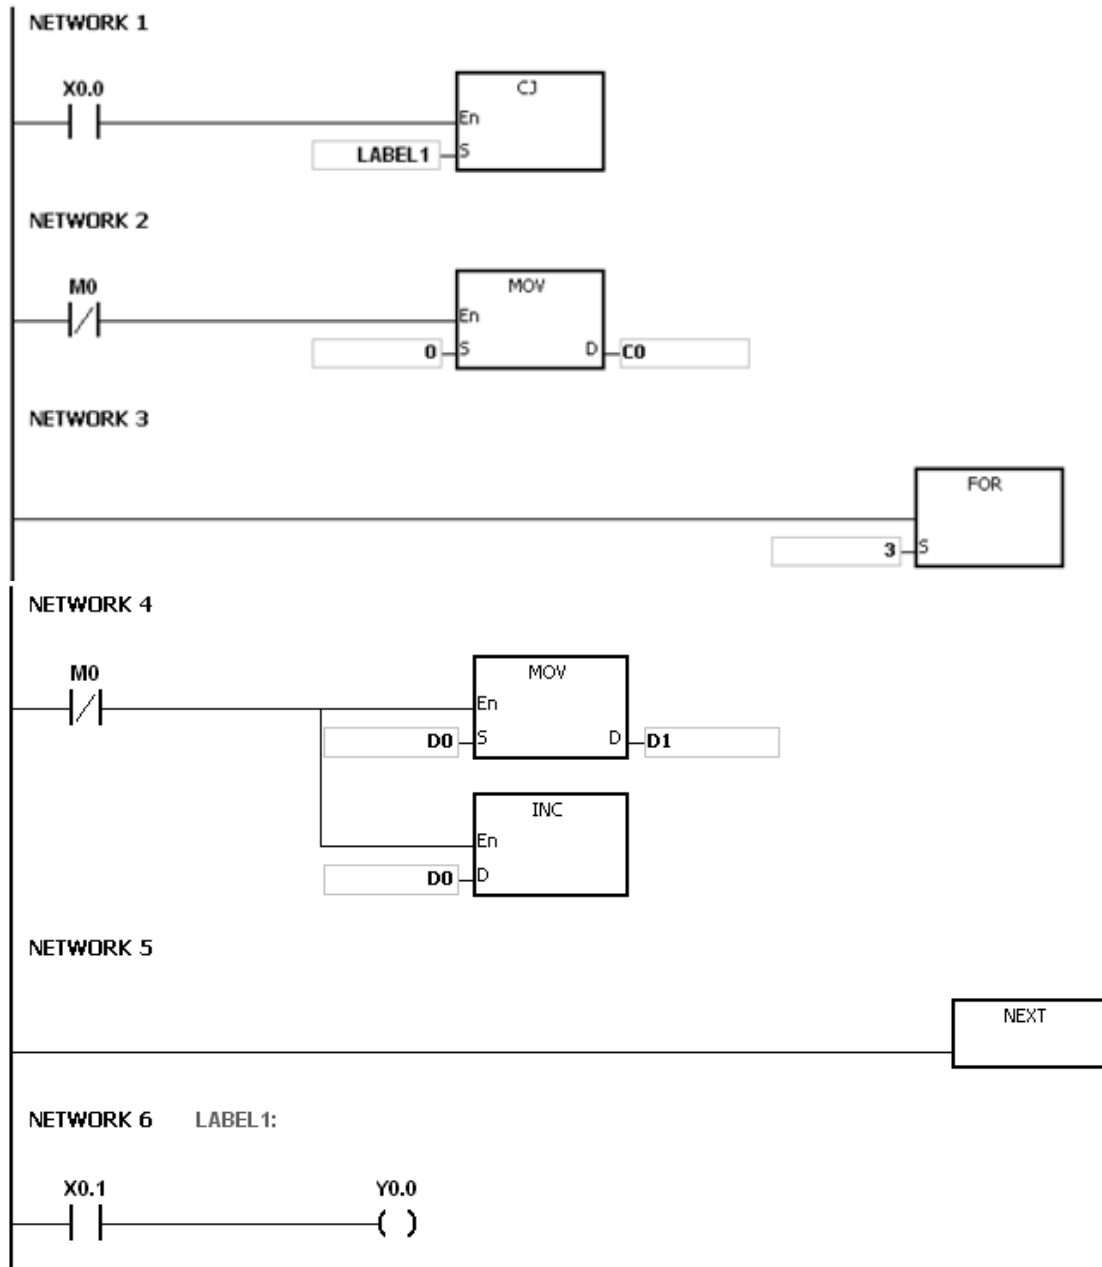 NETWORK 1
X0.0
CJ
En
LABEL1 S
NETWORK 2
M0
MOV
En
0 S D C0
NETWORK 3
FOR
3 S
NETWORK 4
M0
MOV
En
D0 S D D1
INC
En
D0 D
NETWORK 5
NEXT
NETWORK 6 LABEL1:
X0.1 Y0.0